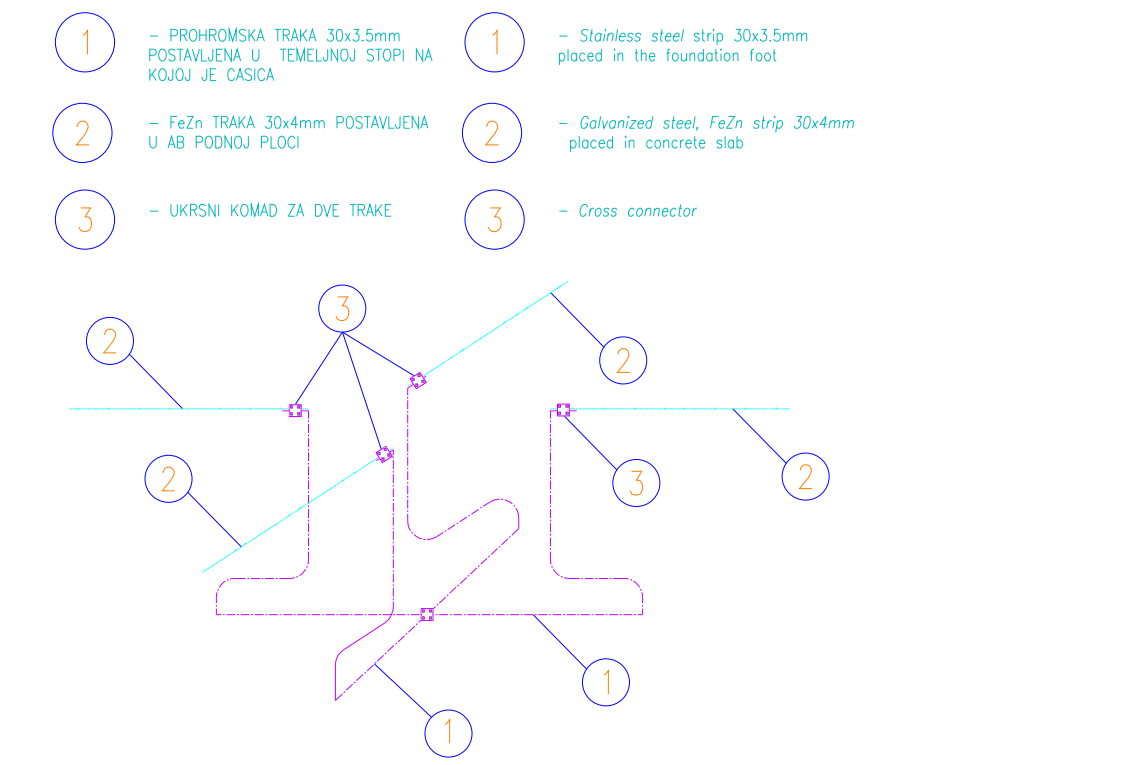 1
- PROHROMSKA TRAKA 30x3.5mm
POSTAVLJENA U TEMELJNOJ STOPI NA
KOJOJ JE CASICA
1
- Stainless steel strip 30x3.5mm
placed in the foundation foot
2
- FeZn TRAKA 30x4mm POSTAVLJENA
U AB PODNOJ PLOCI
2
- Galvanized steel, FeZn strip 30x4mm
placed in concrete slab
3
- UKRSNI KOMAD ZA DVE TRAKE
3
- Cross connector
3
2
2
2
3
2
1
1